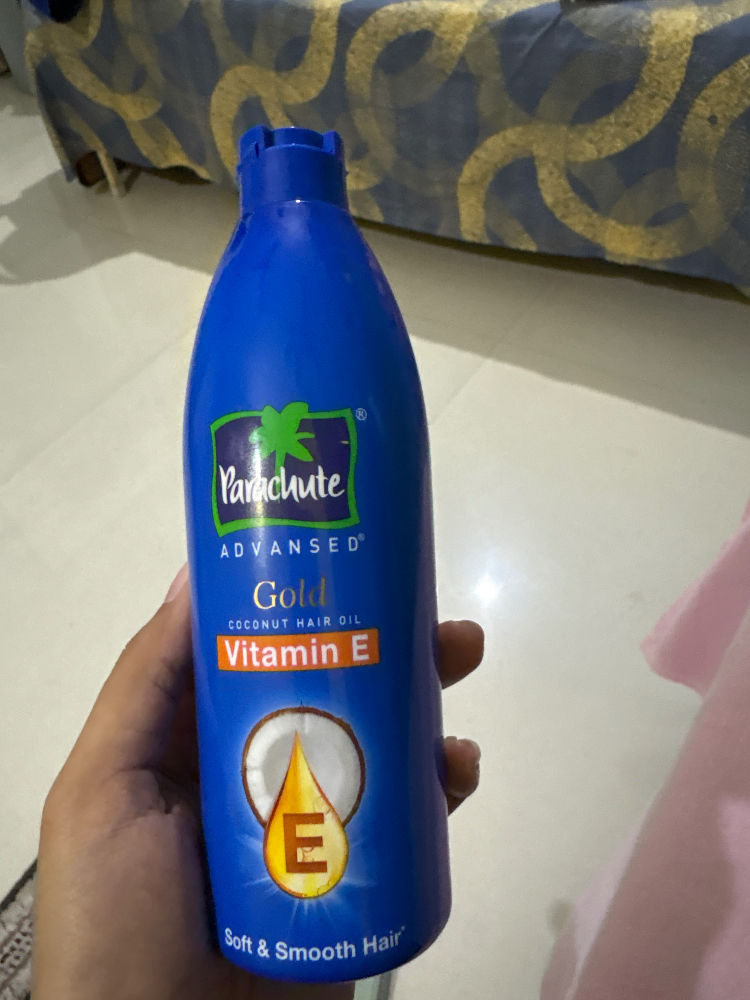 Parachute®
ADVANSED®
Gold
COCONUT HAIR OIL
Vitamin E
E
Soft & Smooth Hair*